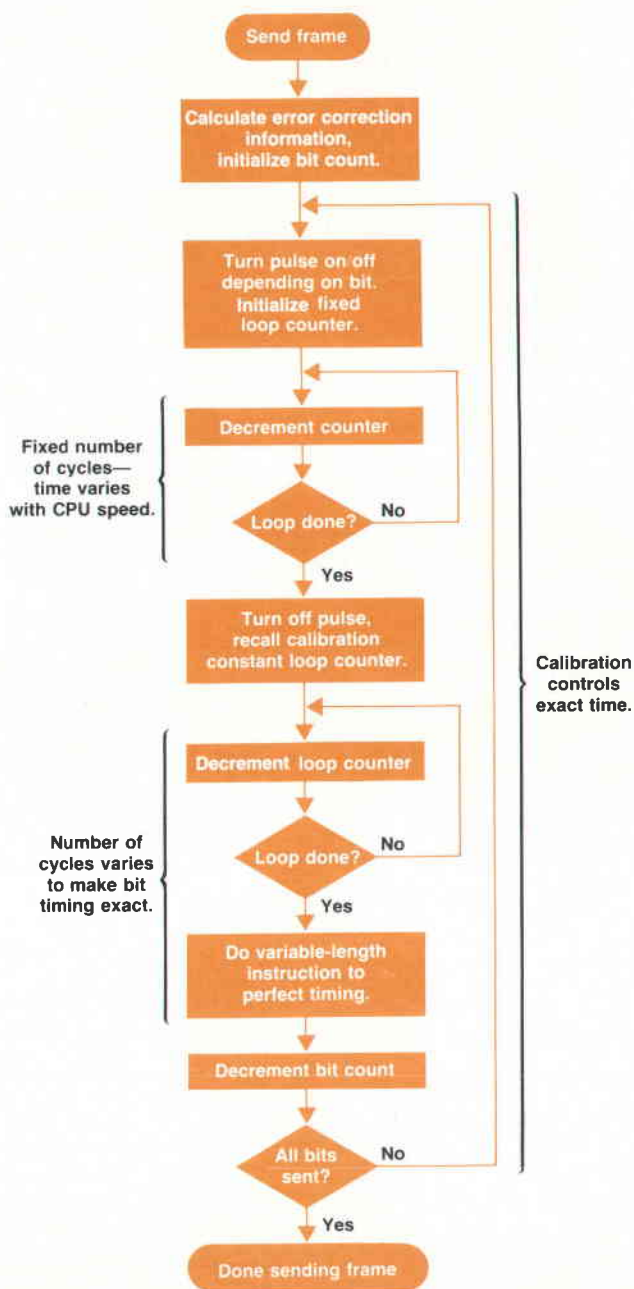 Send frame
Calculate error correction
information,
initialize bit count.
Turn pulse on off
depending on bit.
Initialize fixed
loop counter.
Decrement counter
Fixed number
of cycles—
time varies
with CPU speed.
Loop done?
No
Yes
Turn off pulse,
recall calibration
constant loop counter.
Calibration
controls
exact time.
Decrement loop counter
Number of
cycles varies
to make bit
timing exact.
Loop done?
No
Yes
Do variable-length
instruction to
perfect timing.
Decrement bit count
All bits
sent?
No
Yes
Done sending frame